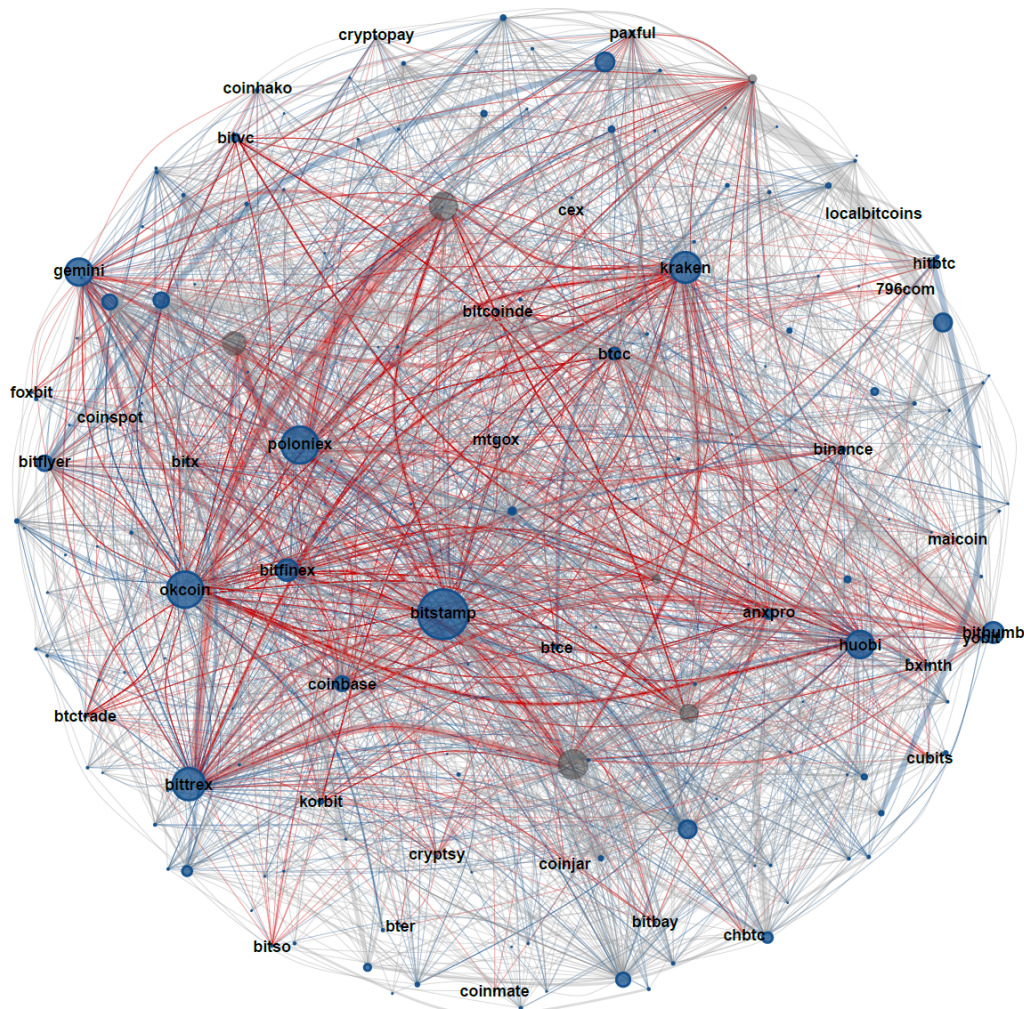 paxful
cryptopay
coinhako
bitvc
cex
localbitcoins
hitbtc
kraken
gemini
796com
bitcoinde
btcc
foxbit
coinspot
mtgox
poloniex
binance
bitflyer
bitx
maicoin
bitfinex
okcoin
anxpro
bitstamp
bitthumb
yobit
huobi
btce
bxinth
coinbase
btctrade
cubits
bittrex
korbit
cryptsy
coinjar
bitbay
bter
chbtc
bitso
coinmate